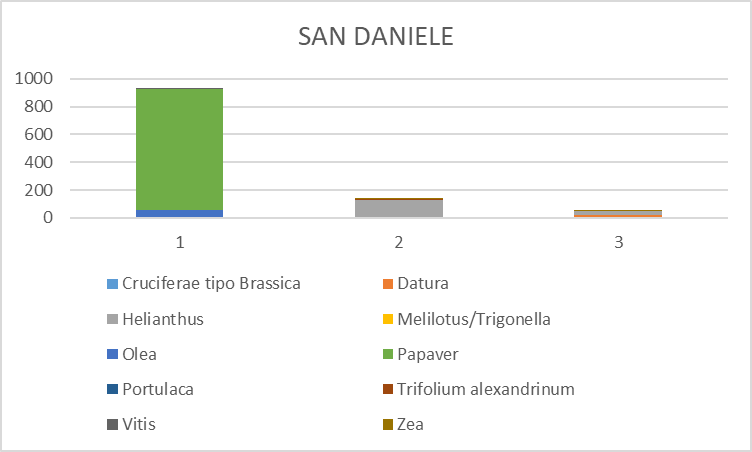 SAN DANIELE
1000
800
600
400
200
0
1 2 3
Cruciferae tipo Brassica Datura
Helianthus Melilotus/Trigonella
Olea Papaver
Portulaca Trifolium alexandrinum
Vitis Zea